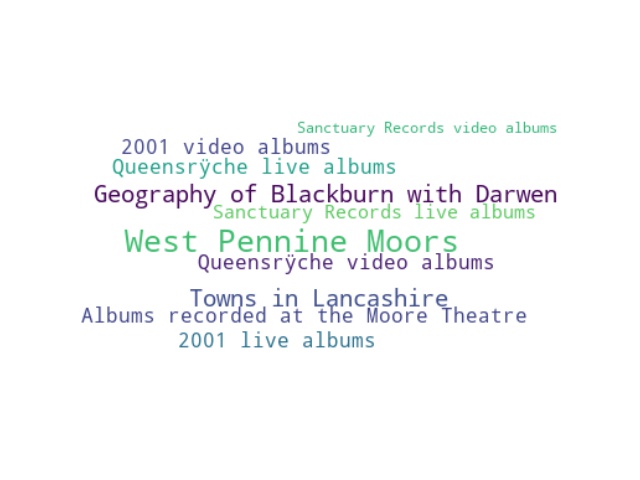 Sanctuary Records video albums
2001 video albums
Queensrÿche live albums
Geography of Blackburn with Darwen
Sanctuary Records live albums
West Pennine Moors
Queensrÿche video albums
Towns in Lancashire
Albums recorded at the Moore Theatre
2001 live albums